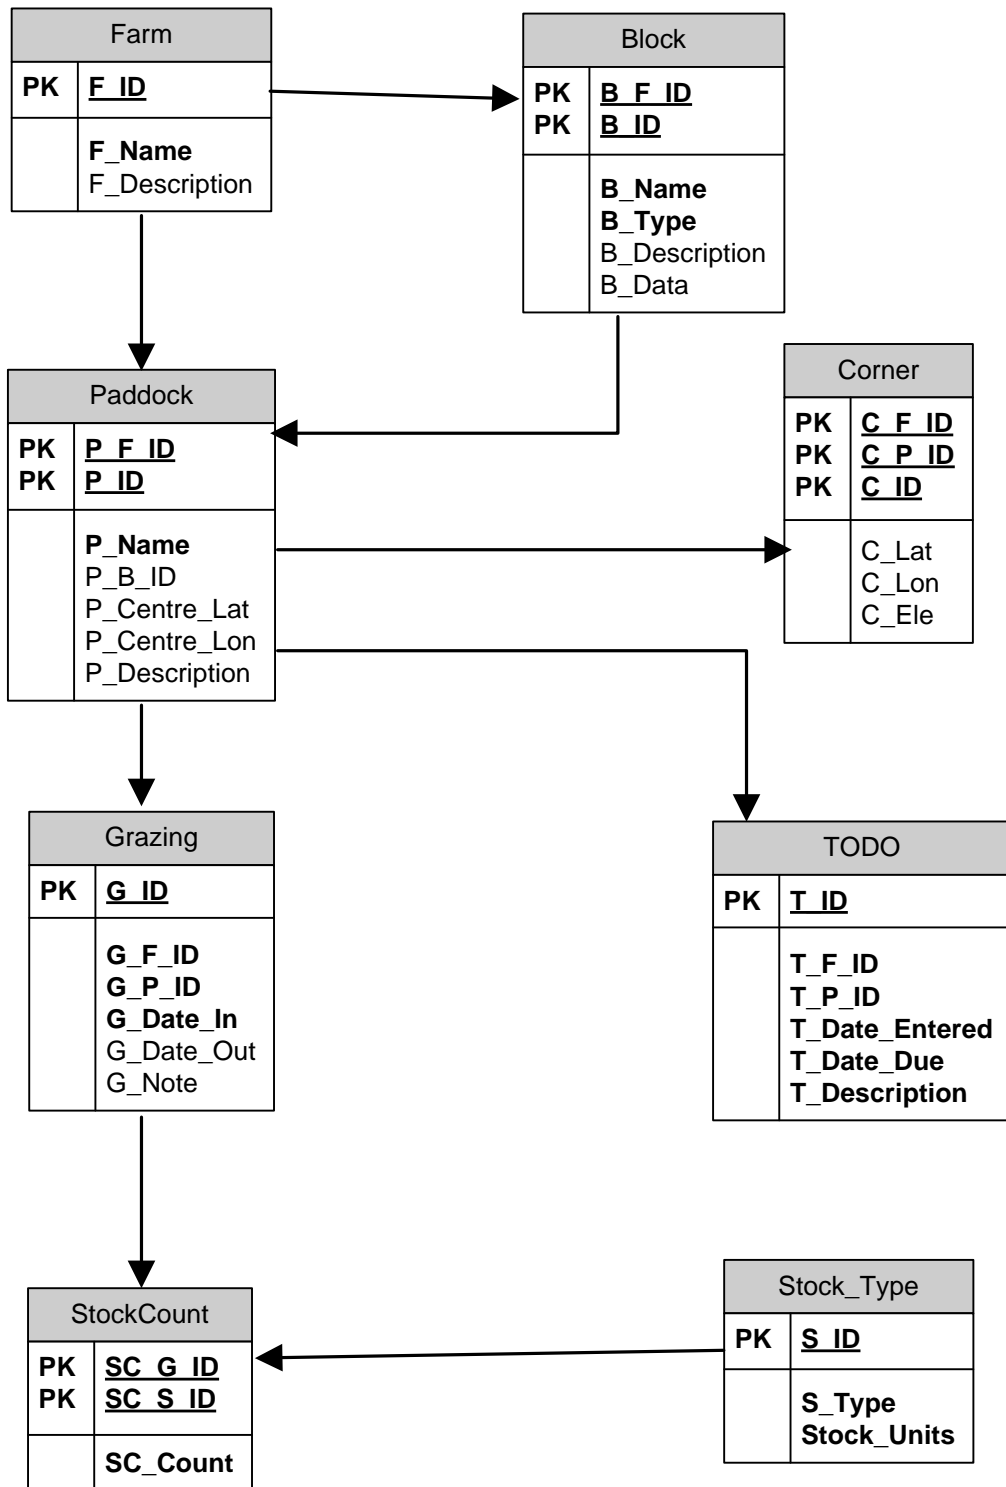 Farm
PK F_ID
F_Name
F_Description
Block
PK B_F_ID
PK B_ID
B_Name
B_Type
B_Description
B_Data
Paddock
PK P_F_ID
PK P_ID
P_Name
P_B_ID
P_Centre_Lat
P_Centre_Lon
P_Description
Corner
PK C_F_ID
PK C_P_ID
PK C_ID
C_Lat
C_Lon
C_Ele
Grazing
PK G_ID
G_F_ID
G_P_ID
G_Date_In
G_Date_Out
G_Note
TODO
PK T_ID
T_F_ID
T_P_ID
T_Date_Entered
T_Date_Due
T_Description
StockCount
PK SC_G_ID
PK SC_S_ID
SC_Count
Stock_Type
PK S_ID
S_Type
Stock_Units